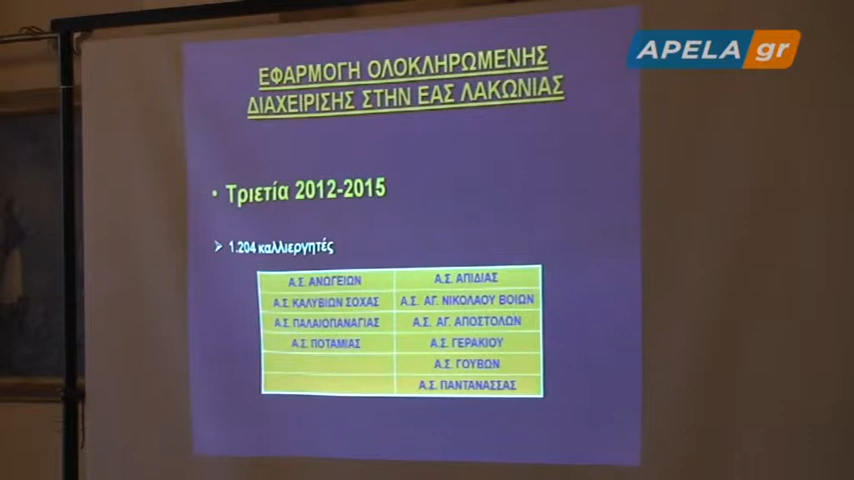 APELA gr
ΕΦΑΡΜΟΓΗ ΟΛΟΚΛΗΡΩΜΕΝΗΣ
ΔΙΑΧΕΙΡΙΣΗΣ ΣΤΗΝ ΕΑΣ ΛΑΚΩΝΙΑΣ
• Τριετία 2012-2015
➢ 1.204 καλλιεργητές
Α.Σ. ΑΝΩΓΕΙΩΝ Α.Σ. ΑΠΙΔΙΑΣ
Α.Σ. ΚΑΛΥΒΙΩΝ ΣΟΧΑΣ Α.Σ. ΑΓ. ΝΙΚΟΛΑΟΥ ΒΟΙΩΝ
Α.Σ. ΠΑΛΑΙΟΠΑΝΑΓΙΑΣ Α.Σ. ΑΓ. ΑΠΟΣΤΟΛΩΝ
Α.Σ. ΠΟΤΑΜΙΑΣ Α.Σ. ΓΕΡΑΚΙΟΥ
Α.Σ. ΓΟΥΒΩΝ
Α.Σ. ΠΑΝΤΑΝΑΣΣΑΣ